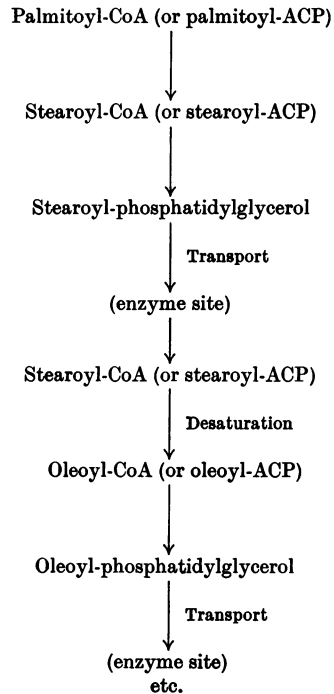 Palmitoyl-CoA (or palmitoyl-ACP)
Stearoyl-CoA (or stearoyl-ACP)
Stearoyl-phosphatidylglycerol
Transport
(enzyme site)
Stearoyl-CoA (or stearoyl-ACP)
Desaturation
Oleoyl-CoA (or oleoyl-ACP)
Oleoyl-phosphatidylglycerol
Transport
(enzyme site)
etc.